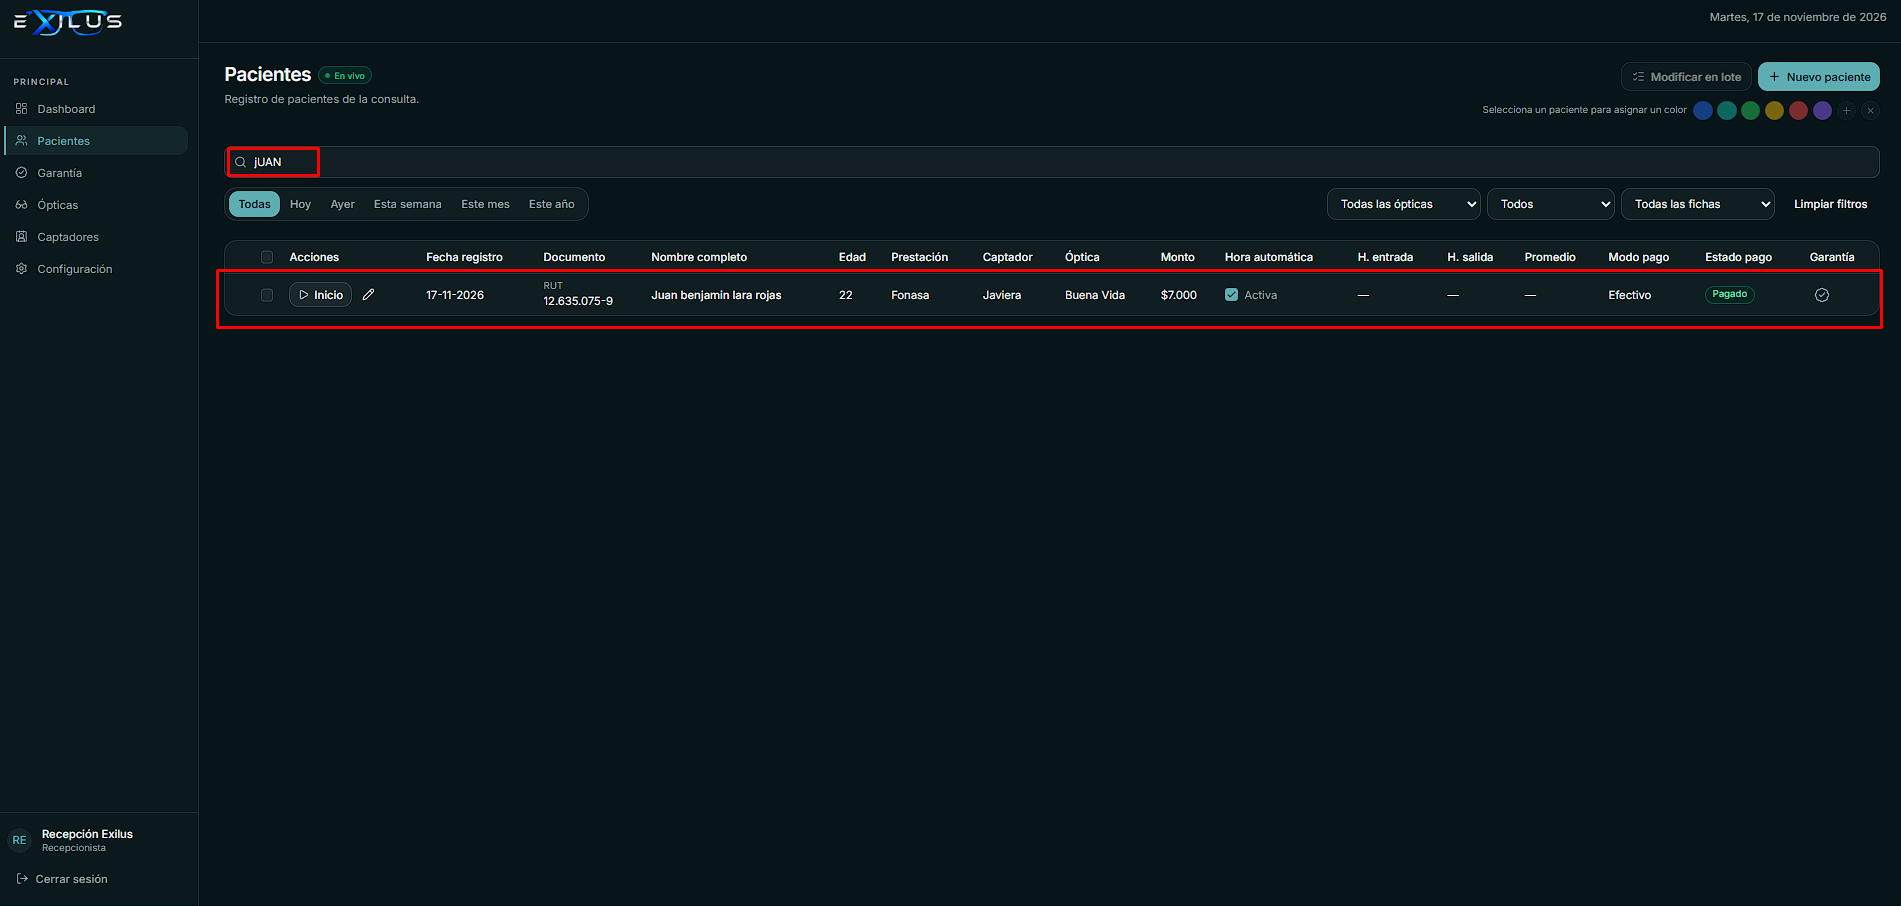 EXILUS
Martes, 17 de noviembre de 2026
PRINCIPAL
Dashboard
Pacientes
Garantía
Ópticas
Captadores
Configuración
Pacientes En vivo
Registro de pacientes de la consulta.
Modificar en lote + Nuevo paciente
Selecciona un paciente para asignar un color
jUAN
Todas Hoy Ayer Esta semana Este mes Este año
Todas las ópticas Todos Todas las fichas Limpiar filtros
Acciones Fecha registro Documento Nombre completo Edad Prestación Captador Óptica Monto Hora automática H. entrada H. salida Promedio Modo pago Estado pago Garantía
Inicio 17-11-2026 RUT 12.635.075-9 Juan benjamin lara rojas 22 Fonasa Javiera Buena Vida $7.000 Activa — — — Efectivo Pagado
RE Recepción Exilus
Recepcionista
Cerrar sesión